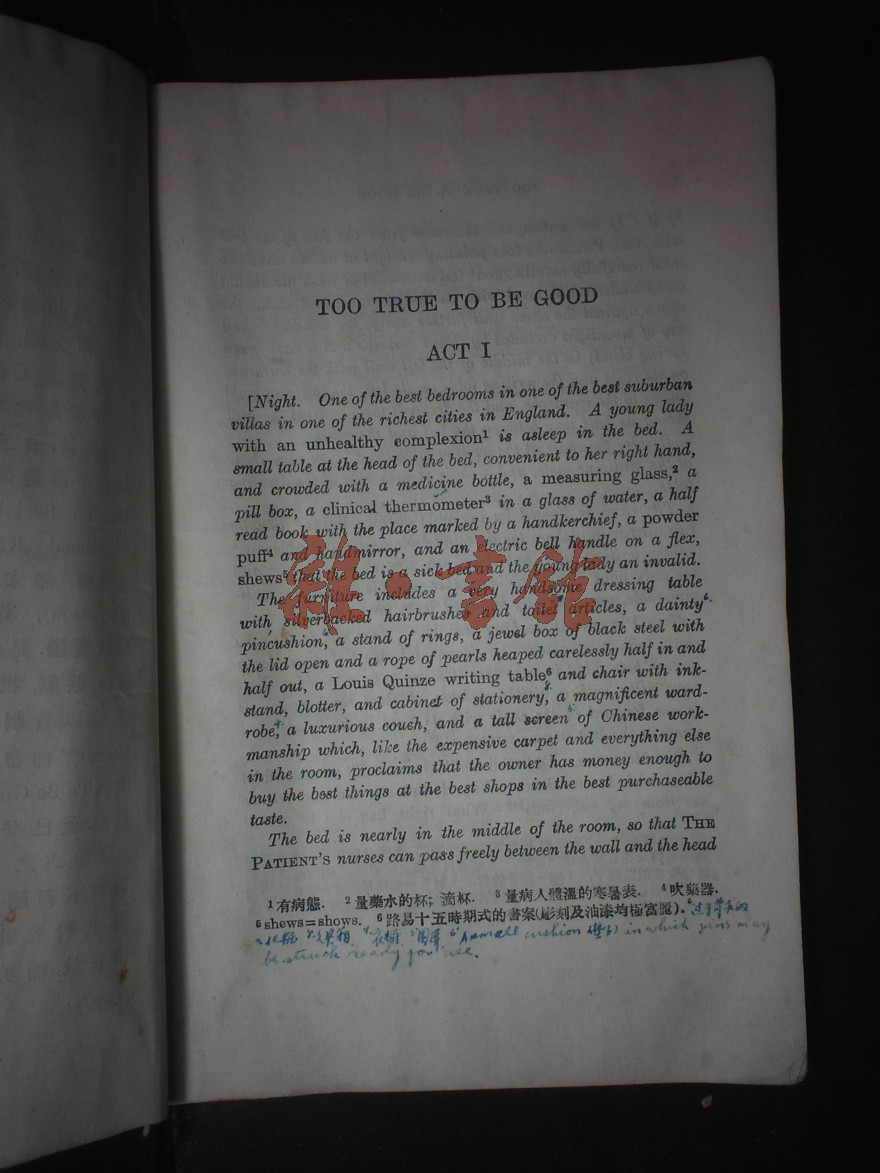 TOO TRUE TO BE GOOD
ACT I
[Night. One of the best bedrooms in one of the best suburban
villas in one of the richest cities in England. A young lady
with an unhealthy complexion¹ is asleep in the bed. A
small table at the head of the bed, convenient to her right hand,
and crowded with a medicine bottle, a measuring glass,² a
pill box, a clinical thermometer³ in a glass of water, a half
read book with the place marked by a handkerchief, a powder
puff⁴ and handmirror, and an electric bell handle on a flex,
shews⁵ that the bed is a sick bed and the young lady an invalid.
The furniture includes a very handsome dressing table
with silverbacked hairbrushes and toilet articles, a dainty
pincushion, a stand of rings, a jewel box of black steel with
the lid open and a rope of pearls heaped carelessly half in and
half out, a Louis Quinze writing table⁶ and chair with ink-
stand, blotter, and cabinet of stationery, a magnificent ward-
robe, a luxurious couch, and a tall screen of Chinese work-
manship which, like the expensive carpet and everything else
in the room, proclaims that the owner has money enough to
buy the best things at the best shops in the best purchaseable
taste.
The bed is nearly in the middle of the room, so that THE
PATIENT'S nurses can pass freely between the wall and the head
¹有病態. ²量藥水的杯; 滴杯. ³量病人體溫的寒暑表. ⁴吹藥器.
⁵shews=shows. ⁶路易十五時期式的書案(彫刻及油漆均極富麗).
A small cushion in which pins may
be stuck ready for use.
雜·書館